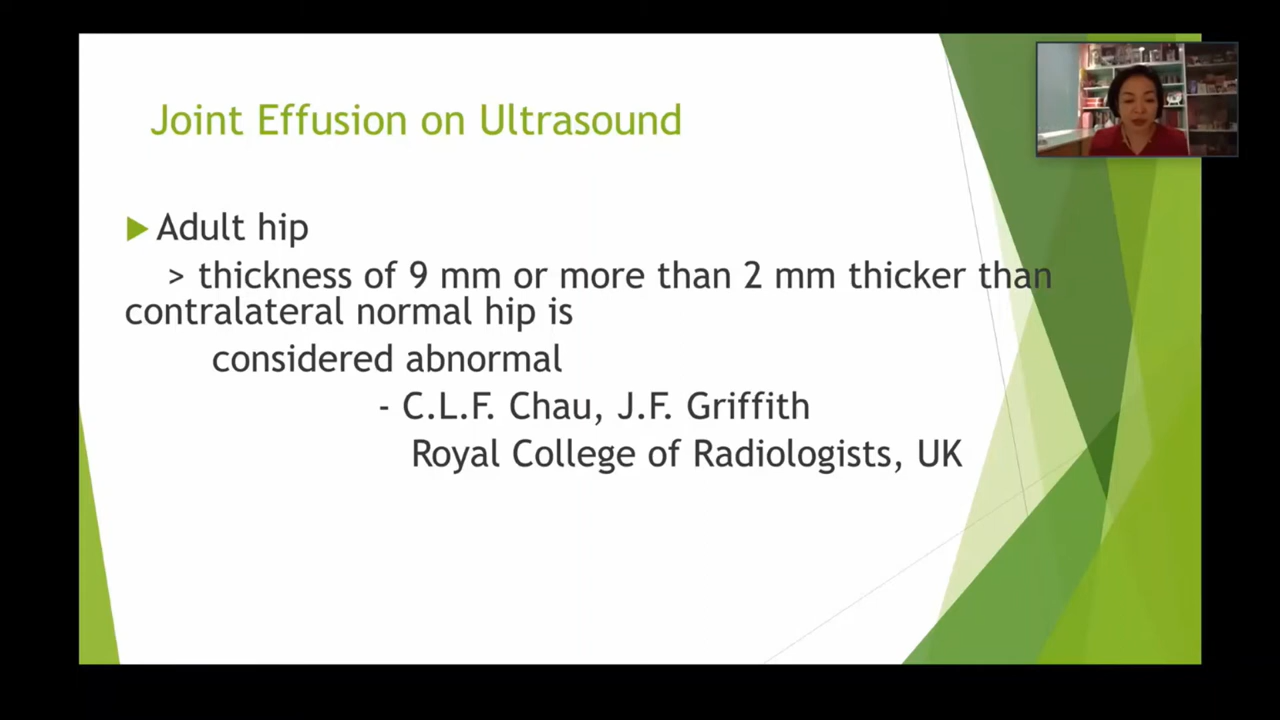 Joint Effusion on Ultrasound
Adult hip
> thickness of 9 mm or more than 2 mm thicker than
contralateral normal hip is
considered abnormal
- C.L.F. Chau, J.F. Griffith
Royal College of Radiologists, UK